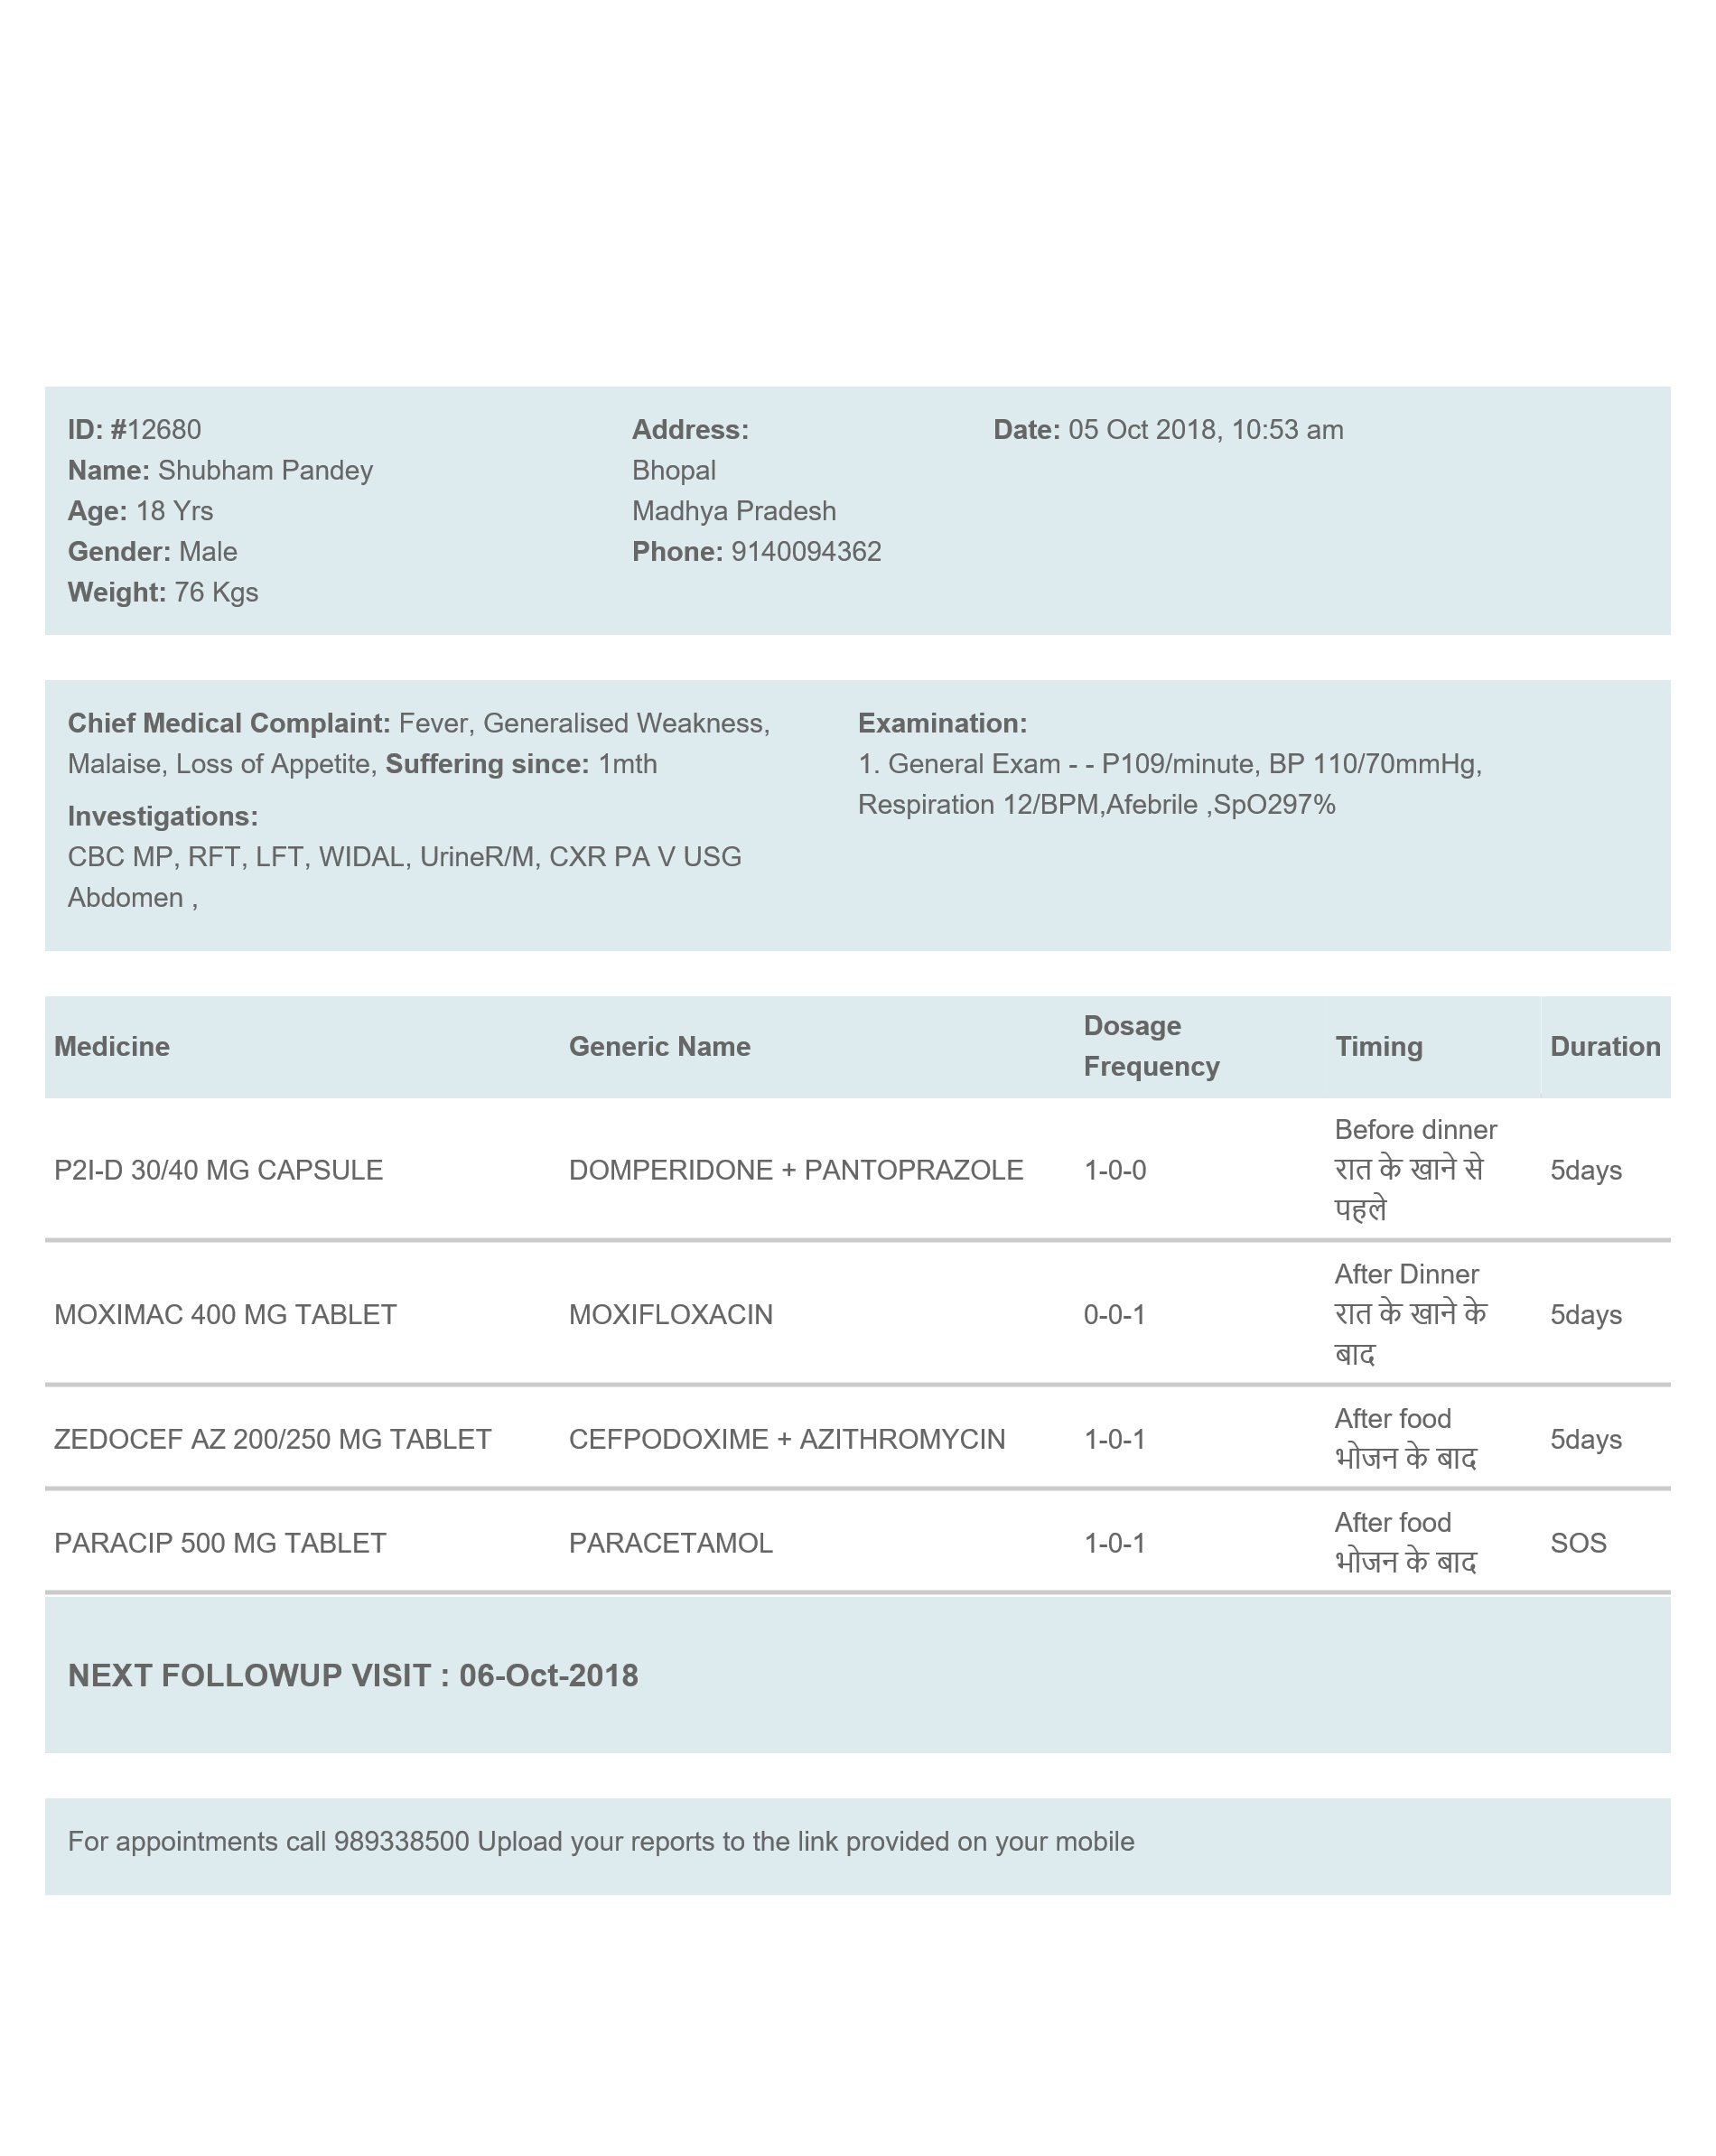 ID: #12680
Name: Shubham Pandey
Age: 18 Yrs
Gender: Male
Weight: 76 Kgs
Address:
Bhopal
Madhya Pradesh
Phone: 9140094362
Date: 05 Oct 2018, 10:53 am
Chief Medical Complaint: Fever, Generalised Weakness,
Malaise, Loss of Appetite, Suffering since: 1mth
Investigations:
CBC MP, RFT, LFT, WIDAL, UrineR/M, CXR PA V USG
Abdomen ,
Examination:
1. General Exam - - P109/minute, BP 110/70mmHg,
Respiration 12/BPM,Afebrile ,SpO297%
Medicine Generic Name Dosage Frequency Timing Duration
P2I-D 30/40 MG CAPSULE DOMPERIDONE + PANTOPRAZOLE 1-0-0 Before dinner रात के खाने से पहले 5days
MOXIMAC 400 MG TABLET MOXIFLOXACIN 0-0-1 After Dinner रात के खाने के बाद 5days
ZEDOCEF AZ 200/250 MG TABLET CEFPODOXIME + AZITHROMYCIN 1-0-1 After food भोजन के बाद 5days
PARACIP 500 MG TABLET PARACETAMOL 1-0-1 After food भोजन के बाद SOS
NEXT FOLLOWUP VISIT : 06-Oct-2018
For appointments call 989338500 Upload your reports to the link provided on your mobile